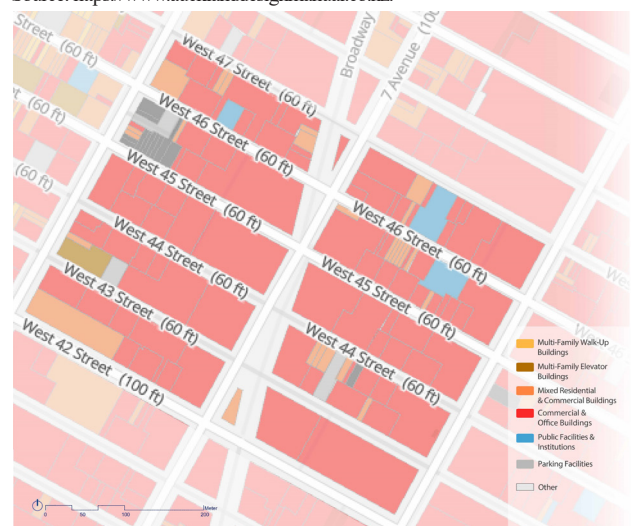 West 47 Street (60 ft)
Broadway
7 Avenue (100
Street (60 ft)
West 46 Street (60 ft)
(60 ft)
West 45 Street (60 ft)
West 46 Street (60 ft)
West 44 Street (60 ft)
West 45 Street (60 ft)
West 43 Street (60 ft)
West 44 Street (60 ft)
West 42 Street (100 ft)
Multi-Family Walk-Up
Buildings
Multi-Family Elevator
Buildings
Mixed Residential
& Commercial Buildings
Commercial &
Office Buildings
Public Facilities &
Institutions
Parking Facilities
Other
0 50 100 200